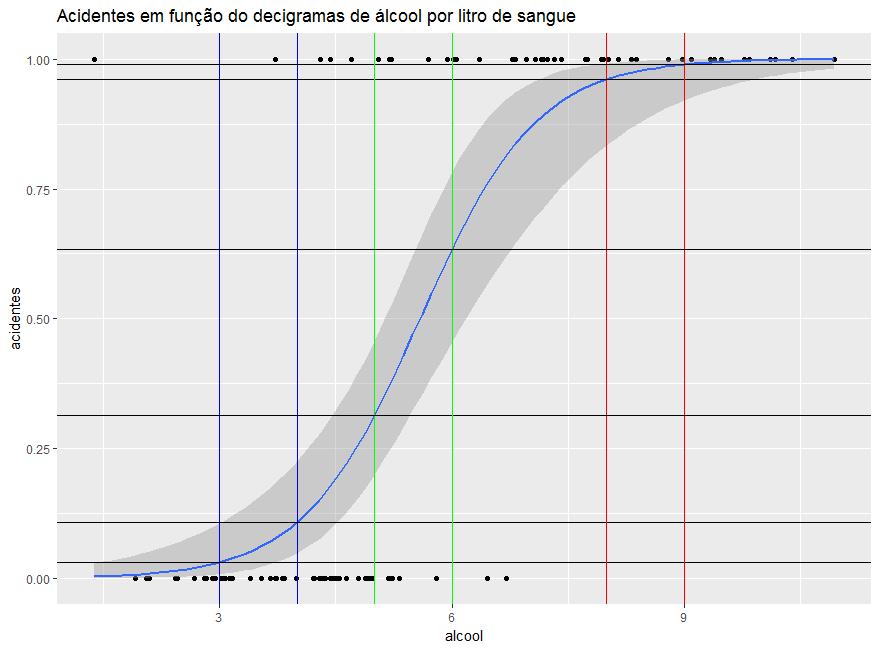 Acidentes em função do decigramas de álcool por litro de sangue
1.00
0.75
0.50
0.25
0.00
acidentes
3
6
9
alcool